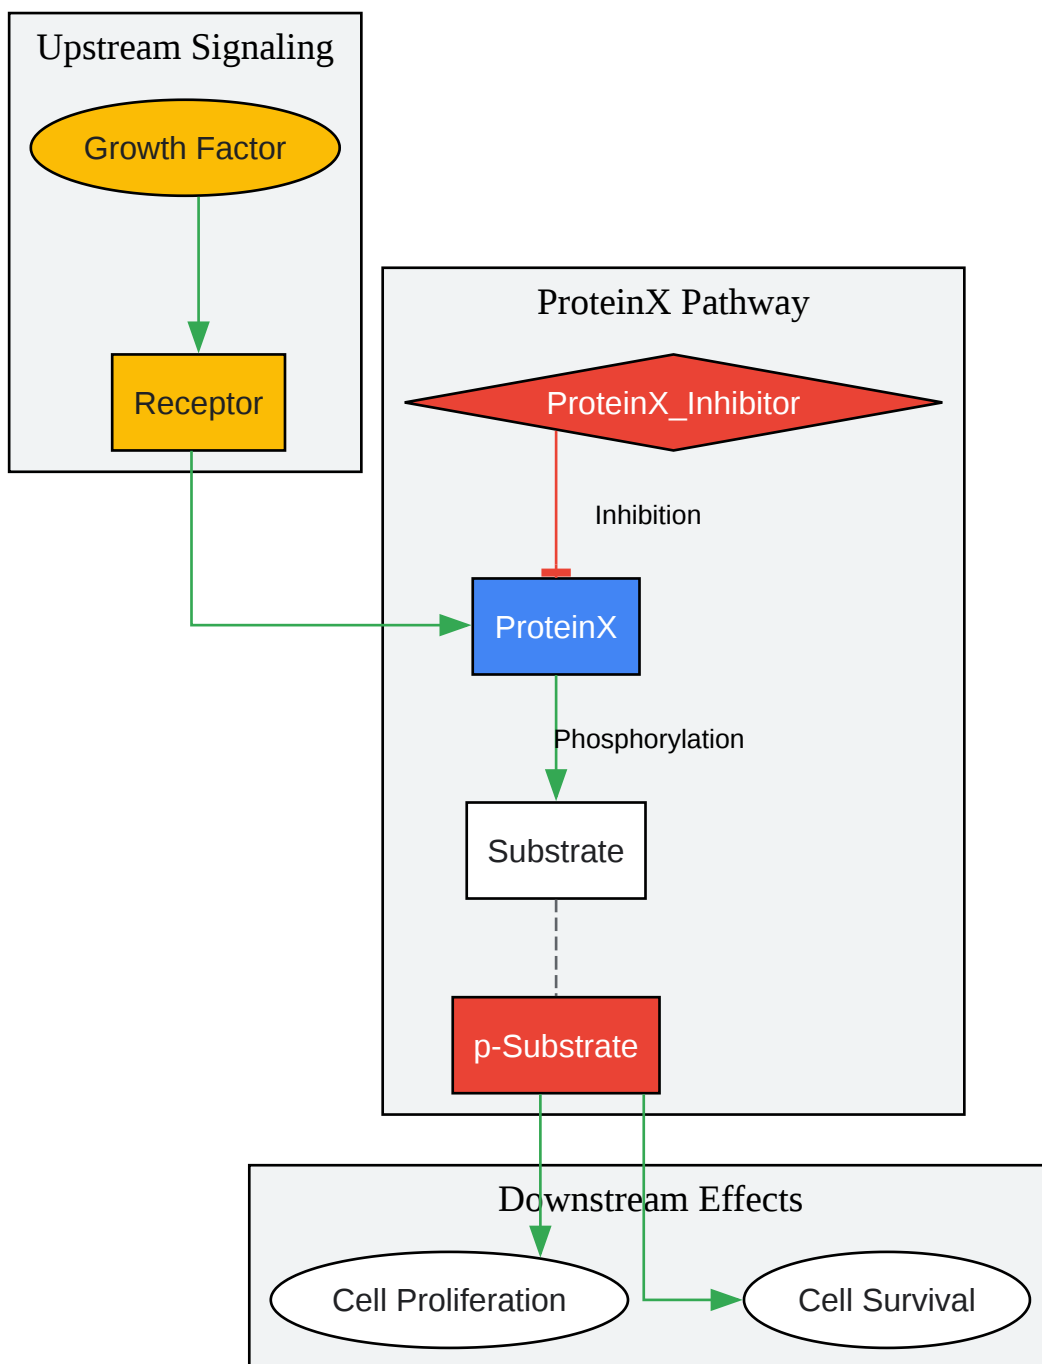 Upstream Signaling
Growth Factor
Receptor
ProteinX Pathway
ProteinX_Inhibitor
Inhibition
ProteinX
Phosphorylation
Substrate
p-Substrate
Downstream Effects
Cell Proliferation
Cell Survival